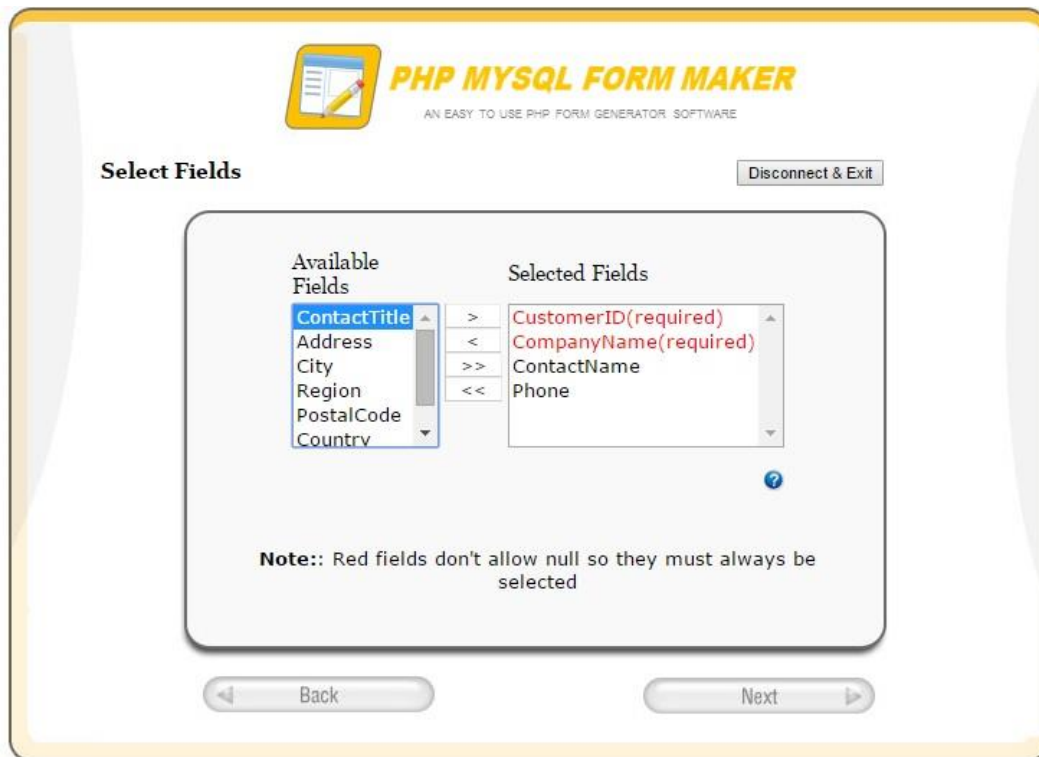 PHP MYSQL FORM MAKER
AN EASY TO USE PHP FORM GENERATOR SOFTWARE
Select Fields
Disconnect & Exit
Available
Fields
Selected Fields
ContactTitle
Address
City
Region
PostalCode
Country
>
<
>>
<<
CustomerID(required)
CompanyName(required)
ContactName
Phone
?
Note:: Red fields don't allow null so they must always be
selected
Back
Next